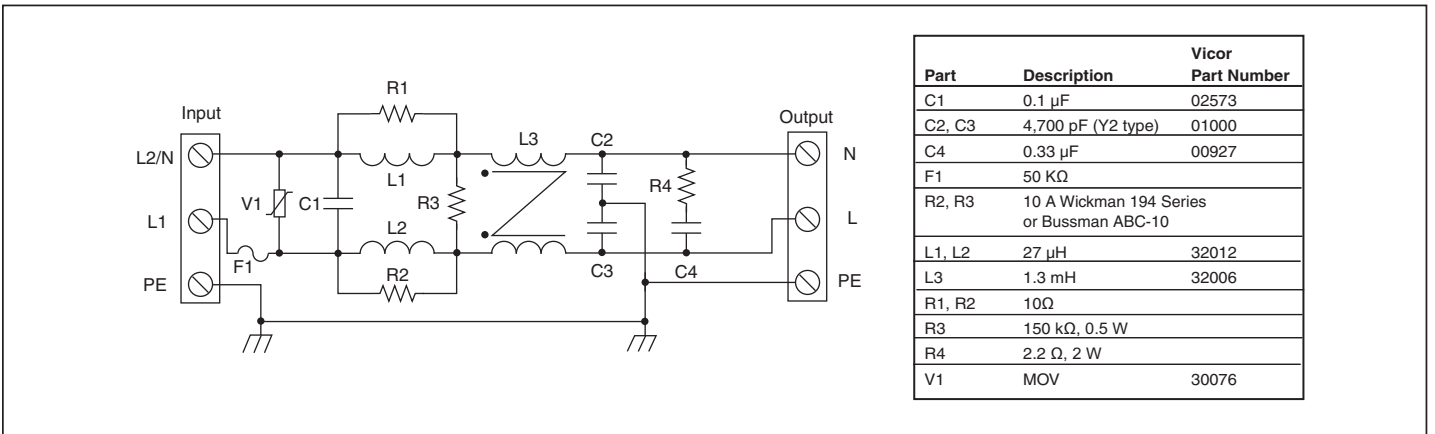 Input
Output
L2/N
L1
PE
V1
F1
C1
R1
L1
L2
R2
R3
L3
C2
C3
R4
C4
N
L
PE
Part Description Vicor Part Number
C1 0.1 µF 02573
C2, C3 4,700 pF (Y2 type) 01000
C4 0.33 µF 00927
F1 50 KΩ
R2, R3 10 A Wickman 194 Series
or Bussman ABC-10
L1, L2 27 µH 32012
L3 1.3 mH 32006
R1, R2 10Ω
R3 150 kΩ, 0.5 W
R4 2.2 Ω, 2 W
V1 MOV 30076